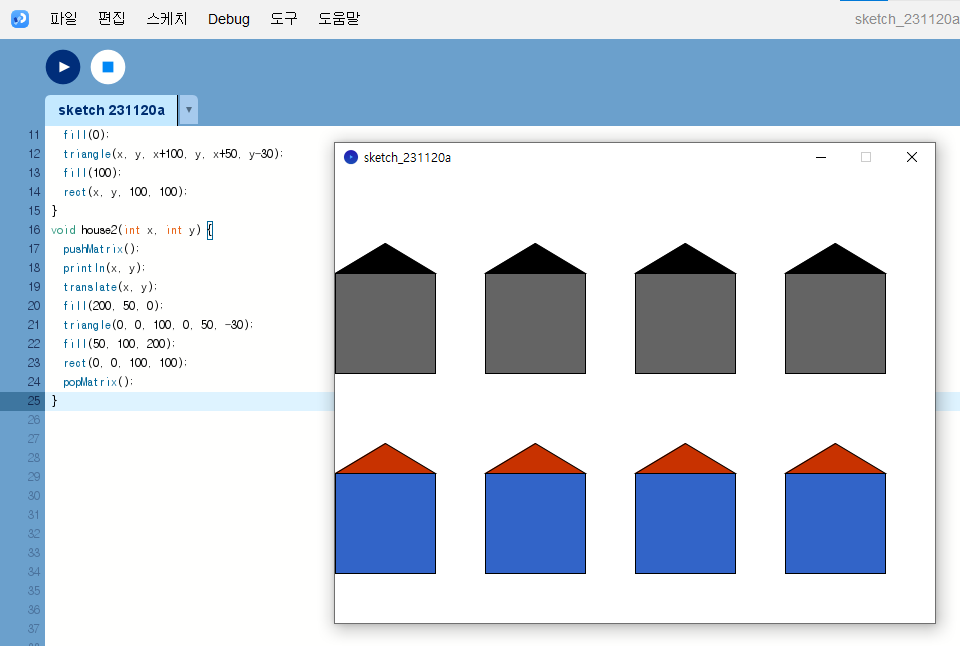 파일 편집 스케치 Debug 도구 도움말 sketch_231120a
sketch 231120a
11 fill(0);
12 triangle(x, y, x+100, y, x+50, y-30);
13 fill(100);
14 rect(x, y, 100, 100);
15 }
16 void house2(int x, int y) {
17 pushMatrix();
18 println(x, y);
19 translate(x, y);
20 fill(200, 50, 0);
21 triangle(0, 0, 100, 0, 50, -30);
22 fill(50, 100, 200);
23 rect(0, 0, 100, 100);
24 popMatrix();
25 }
26
27
28
29
30
31
32
33
34
35
36
37
sketch_231120a